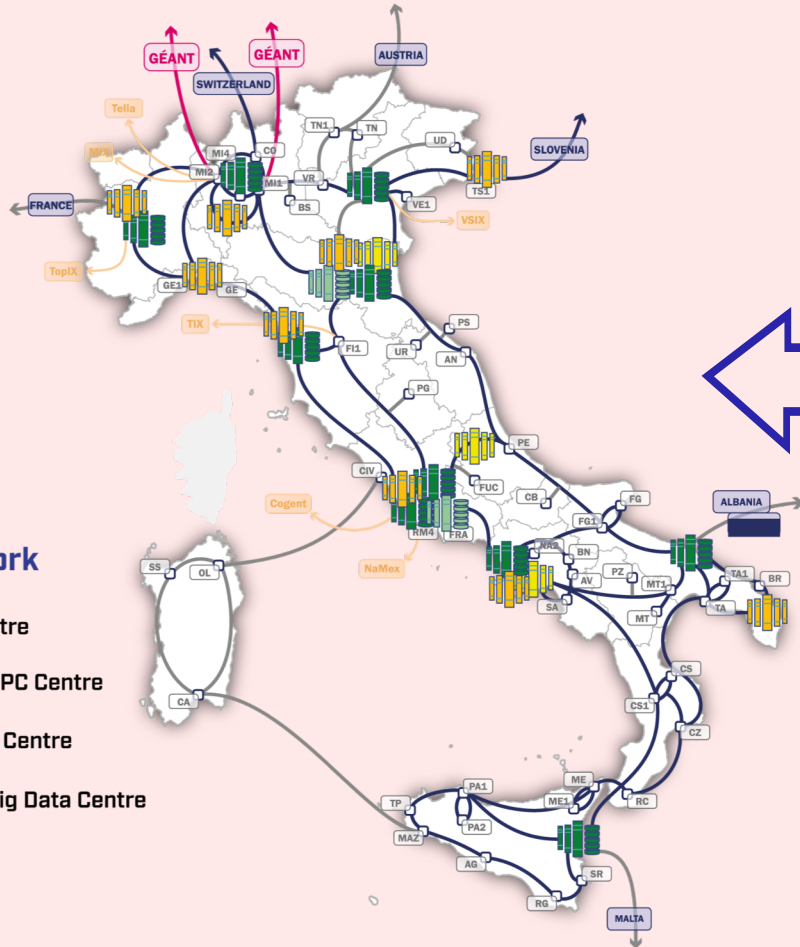 GÉANT
GÉANT
SWITZERLAND
AUSTRIA
Telia
TN1
TN
UD
SLOVENIA
MI4
CO
MI2
MI1
VR
BS
VE1
TS1
VSIX
FRANCE
TopIX
GE1
GE
TIX
FI1
PS
UR
AN
PG
PE
CIV
FUC
CB
FG
Cogent
RM4
FRA
FG1
ALBANIA
NaMex
NA2
BN
AV
PZ
MT1
TA1
BR
SA
MT
TA
SS
OL
ork
tre
PC Centre
CA
CS
CS1
CZ
Centre
ig Data Centre
ME
RC
PA1
ME1
TP
PA2
MAZ
AG
SR
RG
MALTA